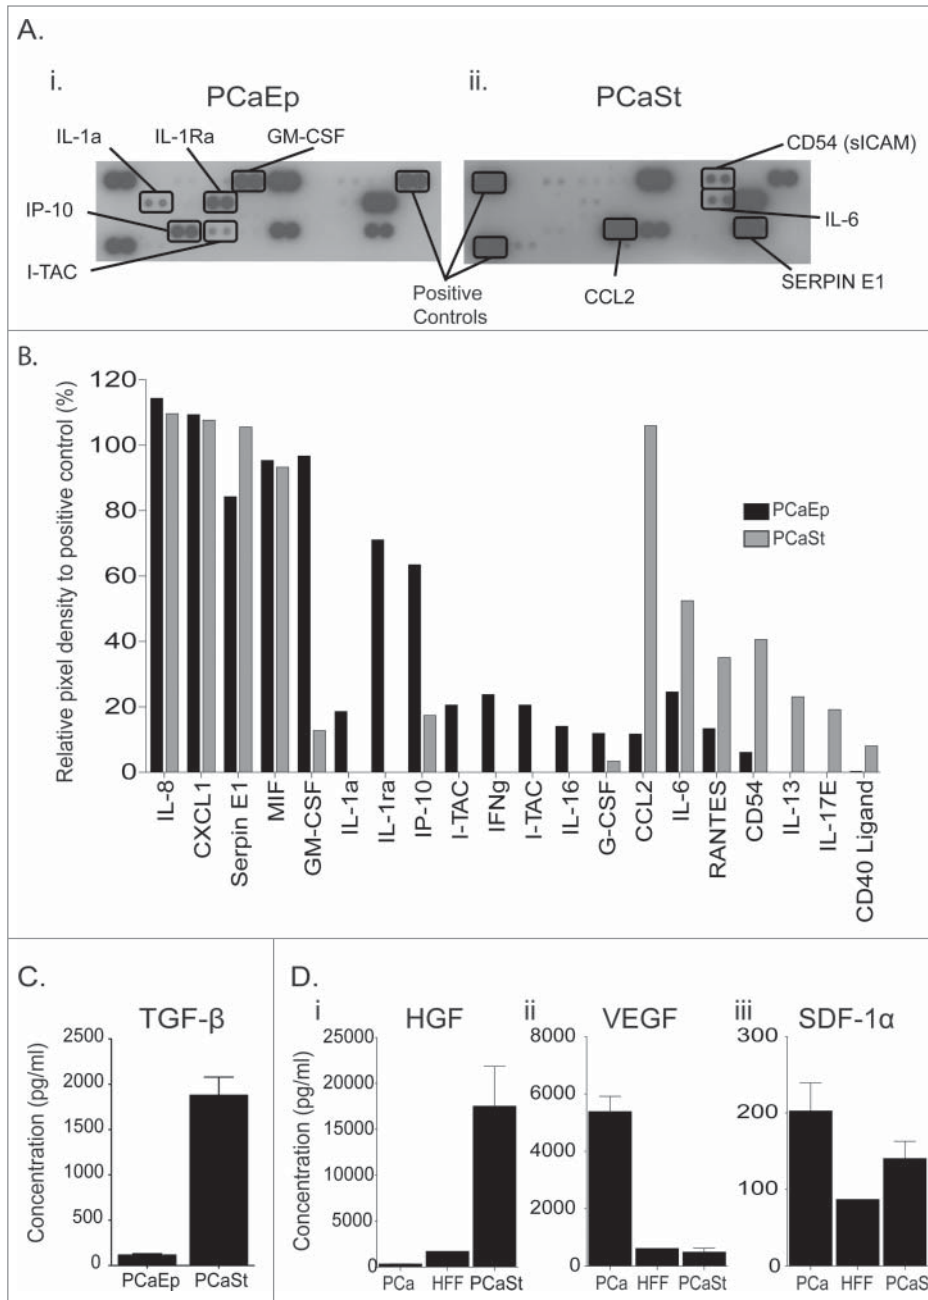 A.
i.
PCaEp
ii.
PCaSt
IL-1a
IL-1Ra
GM-CSF
CD54 (sICAM)
IP-10
IL-6
I-TAC
Positive
Controls
CCL2
SERPIN E1
B.
Relative pixel density to positive control (%)
120
100
80
60
40
20
0
PCaEp
PCaSt
IL-8
CXCL1
Serpin E1
MIF
GM-CSF
IL-1a
IL-1ra
IP-10
I-TAC
IFNg
I-TAC
IL-16
G-CSF
CCL2
IL-6
RANTES
CD54
IL-13
IL-17E
CD40 Ligand
C.
TGF-β
Concentration (pg/ml)
2500
2000
1500
1000
500
0
PCaEp
PCaSt
D.
i
HGF
Concentration (pg/ml)
25000
20000
15000
10000
5000
0
PCa
HFF
PCaSt
ii
VEGF
8000
6000
4000
2000
0
PCa
HFF
PCaSt
iii
SDF-1α
300
200
100
0
PCa
HFF
PCaSt